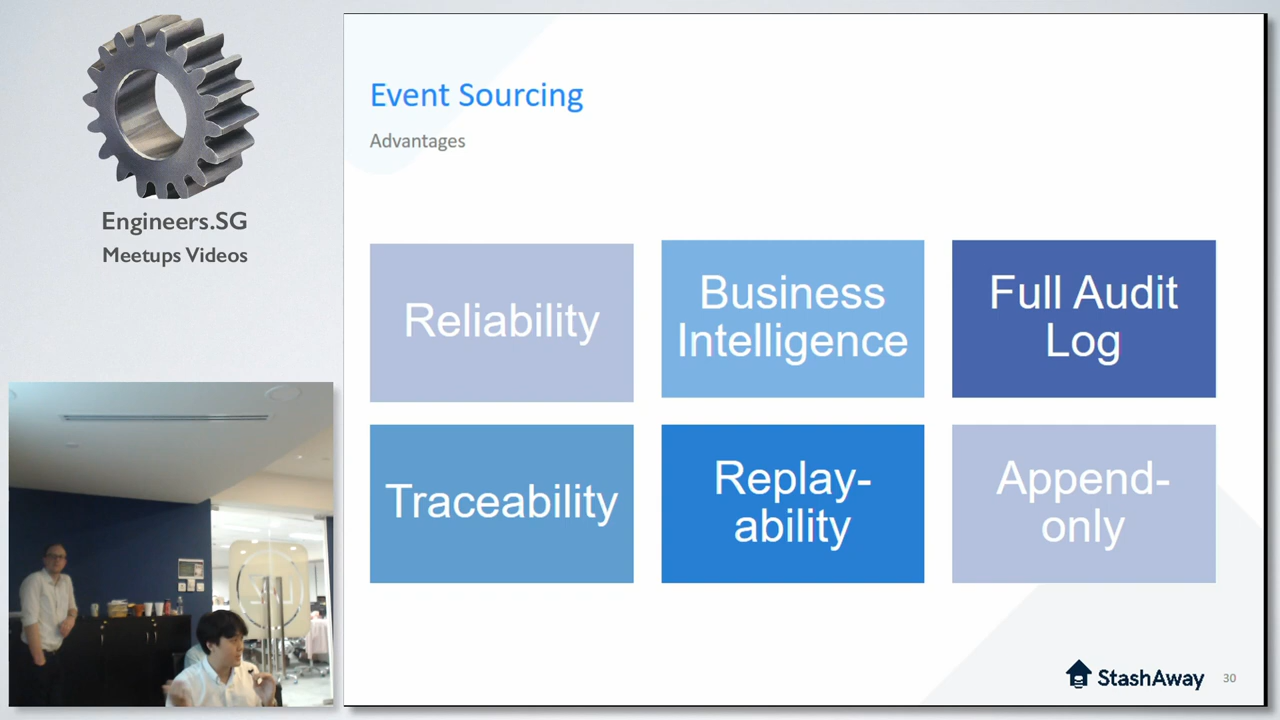 Engineers.SG
Meetups Videos
Event Sourcing
Advantages
Reliability
Business
Intelligence
Full Audit
Log
Traceability
Replay-
ability
Append-
only
StashAway
30